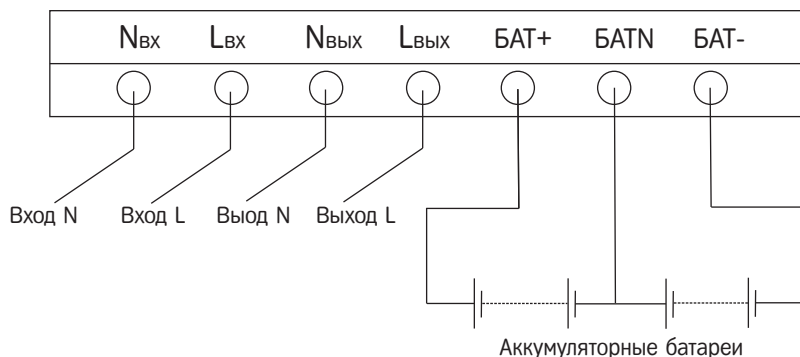 Nвх Lвх Nвых Lвых БАТ+ БАТN БАТ-
Вход N Вход L Выод N Выход L
Аккумуляторные батареи